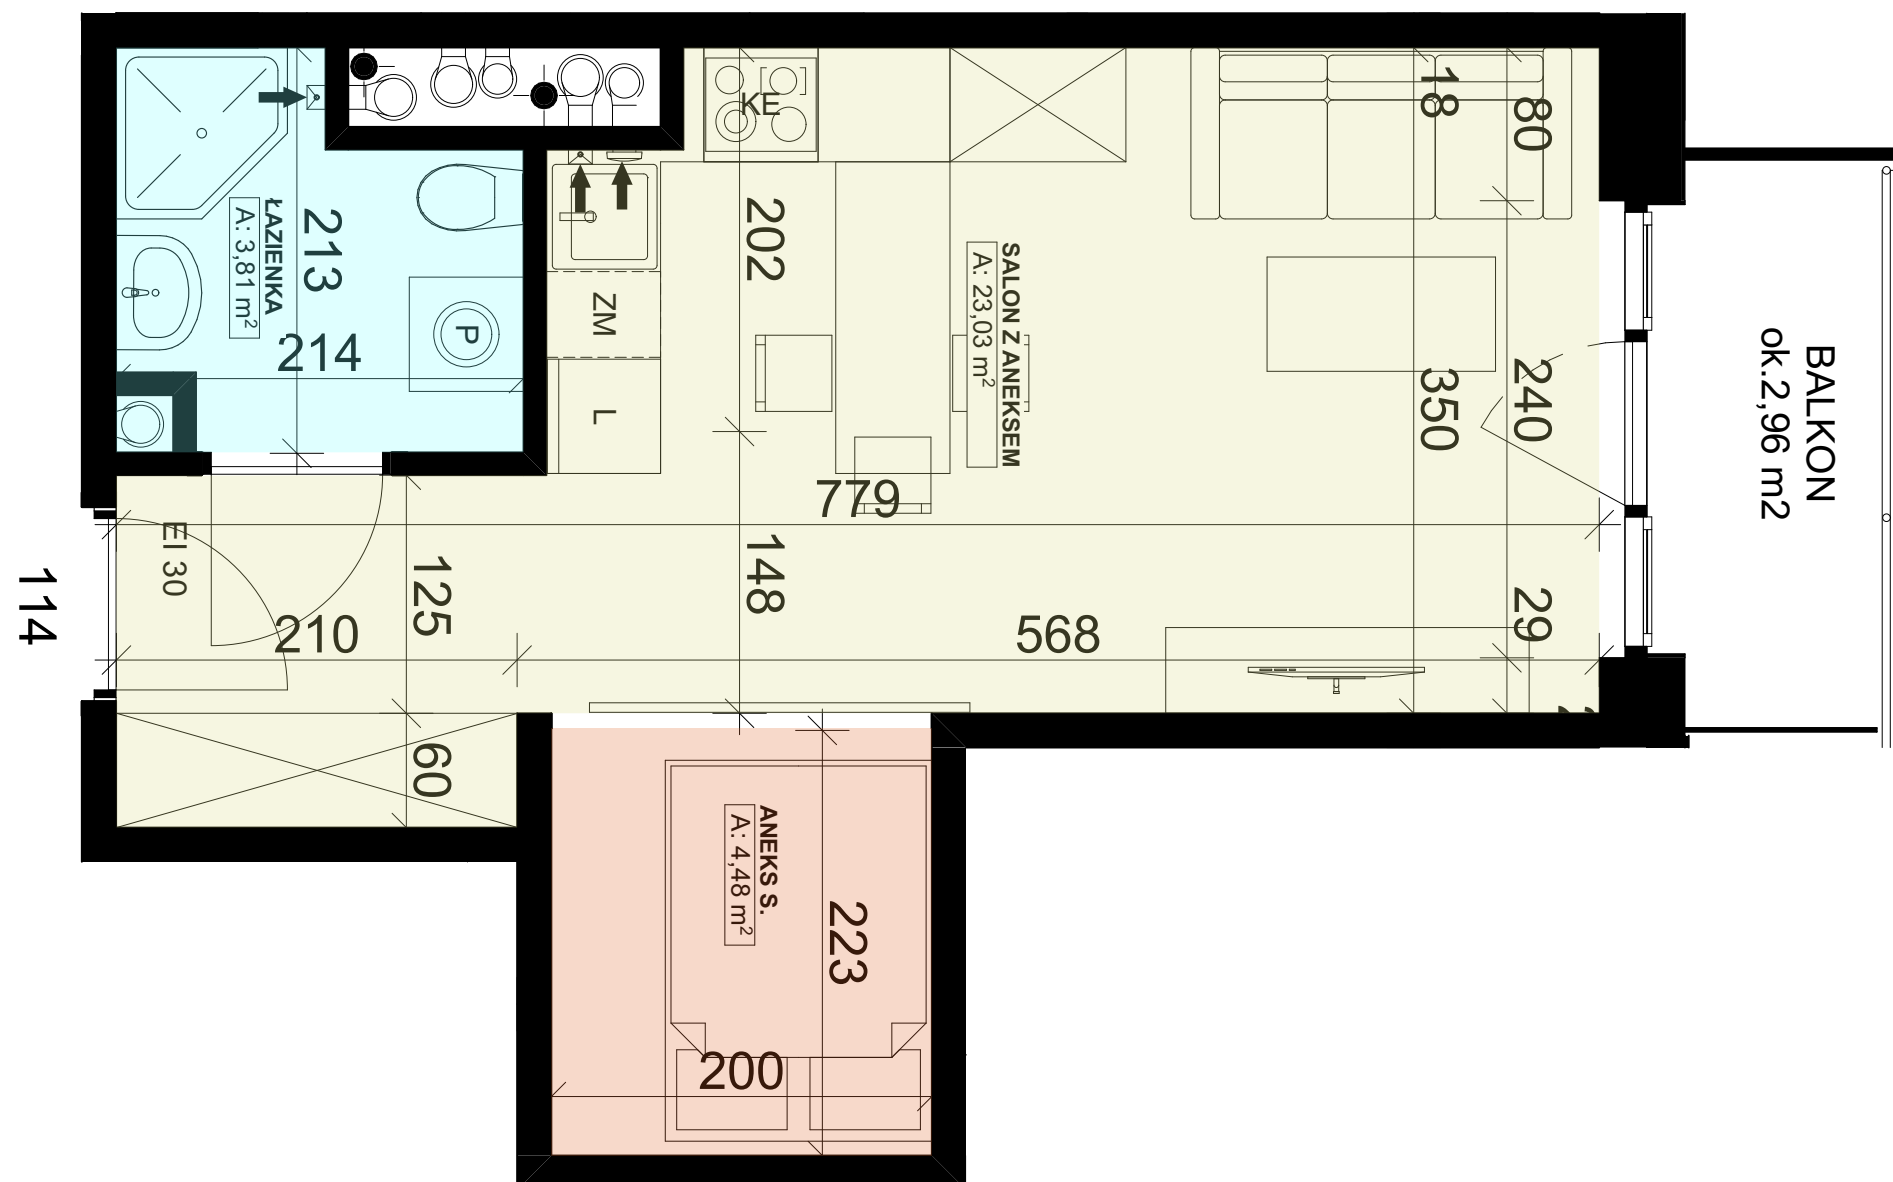 KE
18
80
ŁAZIENKA
A: 3,81 m²
213
214
P
202
ZM
L
SALON Z ANEKSEM
A: 23,03 m²
350
240
BALKON
ok.2,96 m2
779
EI 30
125
148
29
114
210
568
60
ANEKS S.
A: 4,48 m²
223
200